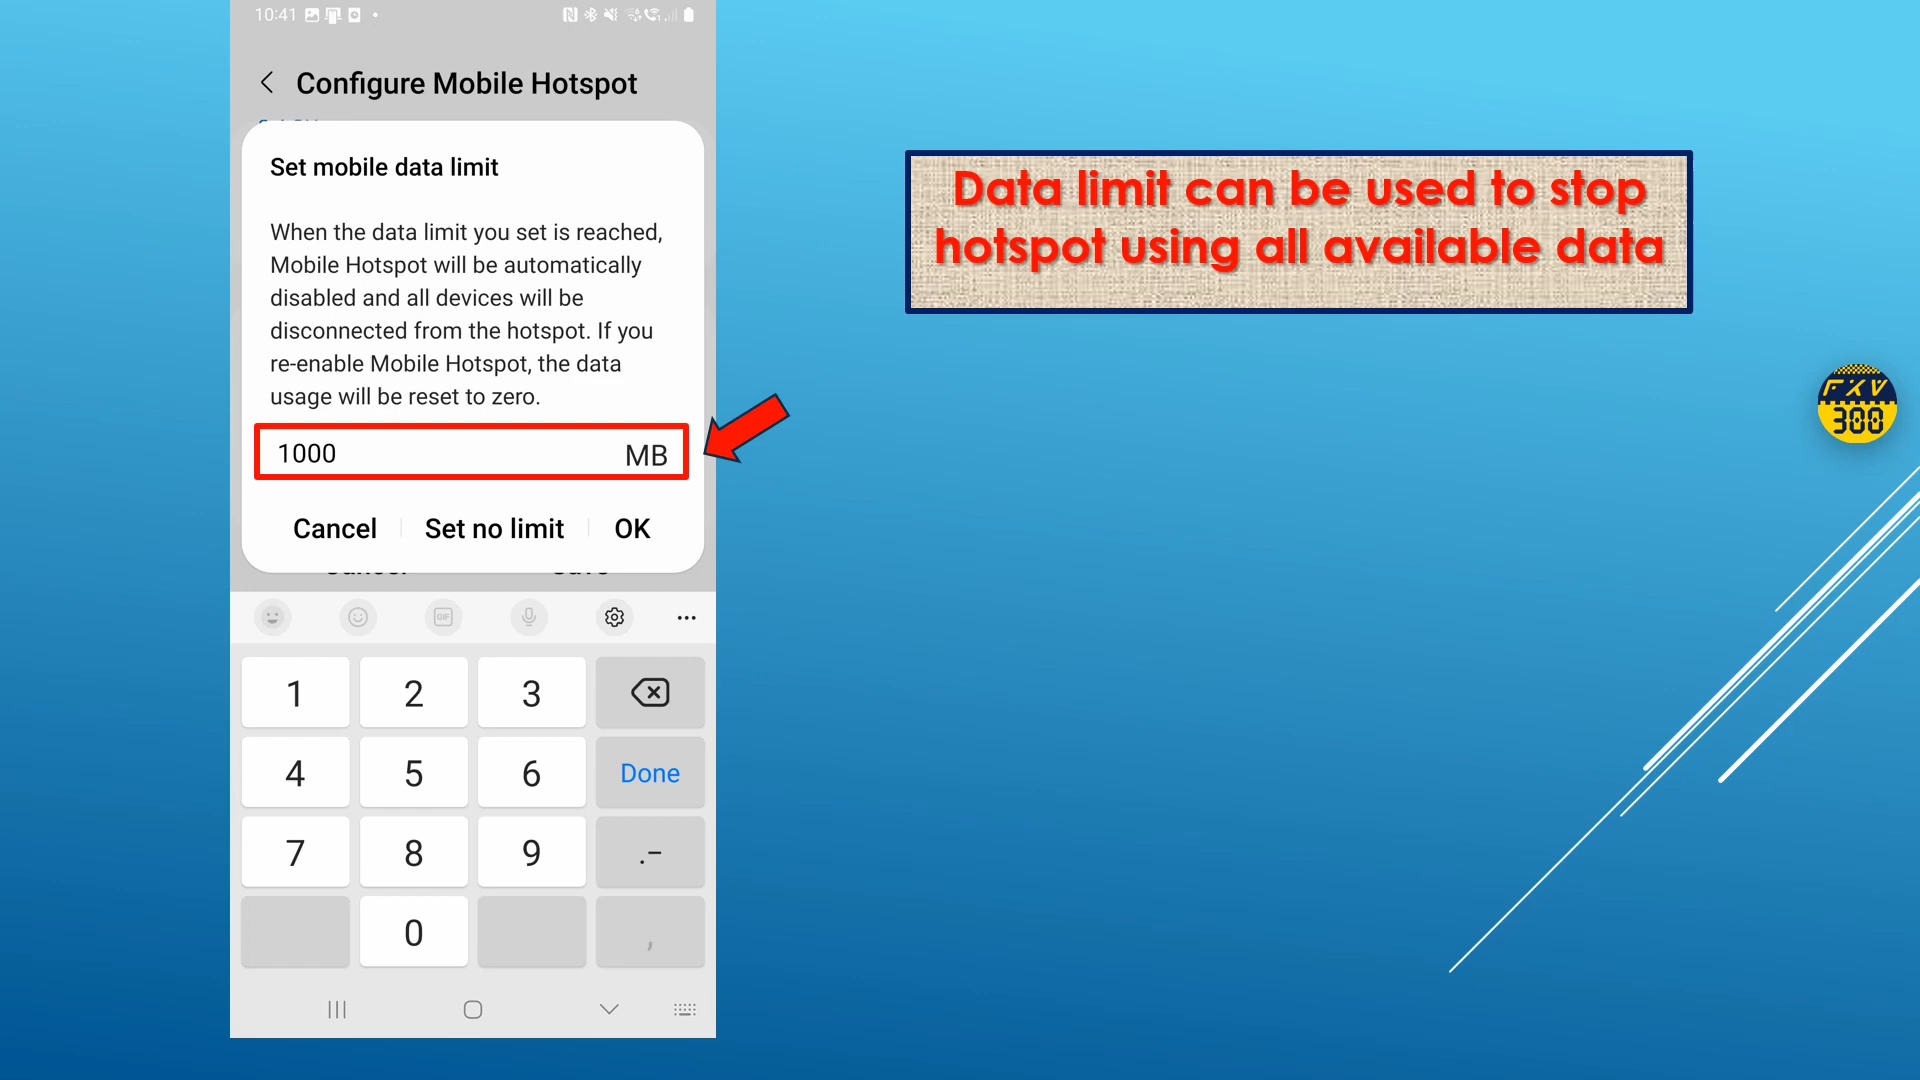 10:41
Configure Mobile Hotspot
Set mobile data limit
When the data limit you set is reached,
Mobile Hotspot will be automatically
disabled and all devices will be
disconnected from the hotspot. If you
re-enable Mobile Hotspot, the data
usage will be reset to zero.
1000 MB
Cancel Set no limit OK
GIF
1 2 3
4 5 6 Done
7 8 9 .-
0 ,
Data limit can be used to stop
hotspot using all available data
FKV
300